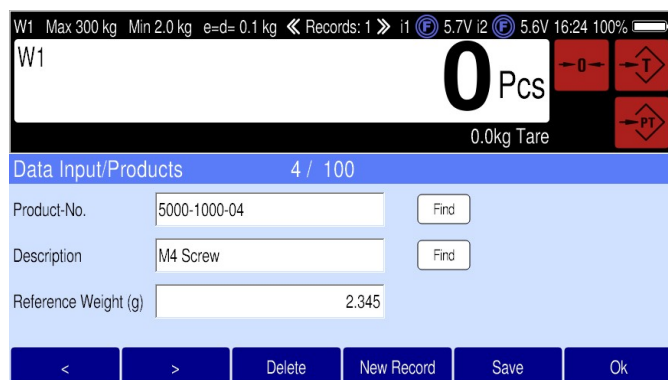 W1 Max 300 kg Min 2.0 kg e=d= 0.1 kg ≪ Records: 1 ≫ i1 F 5.7V i2 F 5.6V 16:24 100%
W1
0 Pcs
→0← →T
→PT
0.0kg Tare
Data Input/Products 4 / 100
Product-No. 5000-1000-04 Find
Description M4 Screw Find
Reference Weight (g) 2.345
< > Delete New Record Save Ok